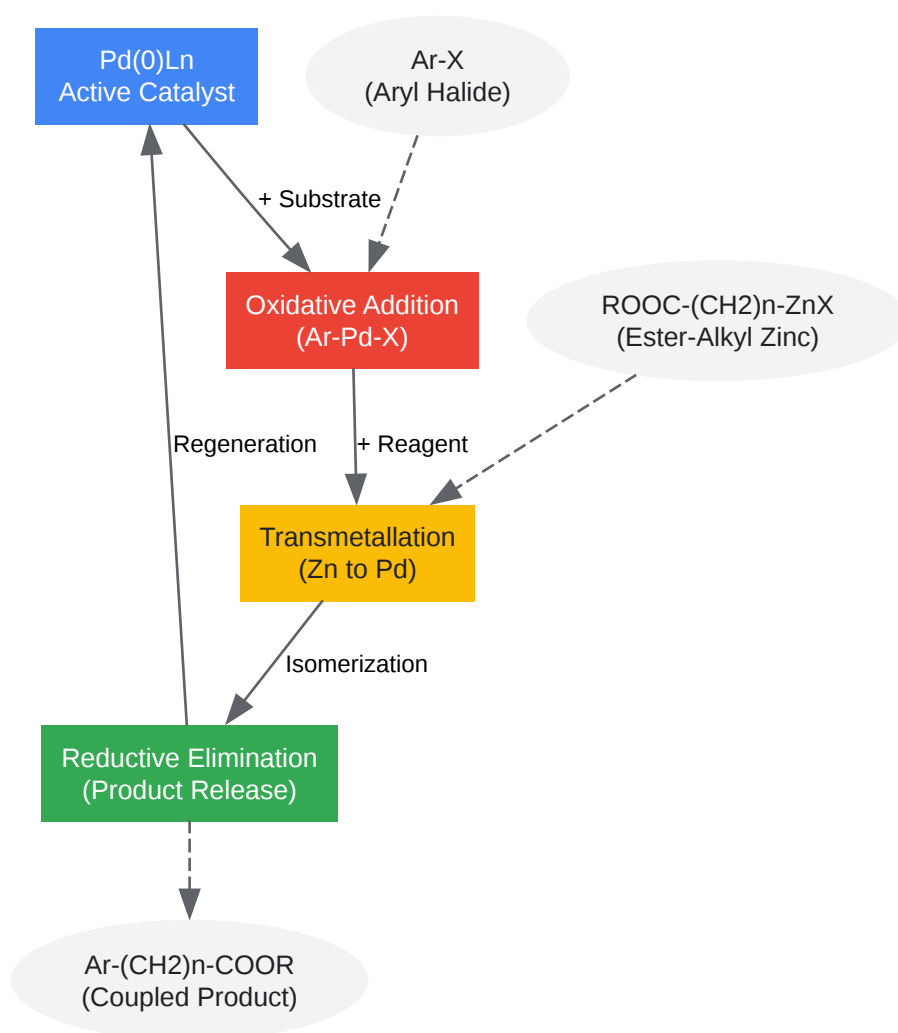 Pd(0)Ln
Active Catalyst
Ar-X
(Aryl Halide)
+ Substrate
Oxidative Addition
(Ar-Pd-X)
ROOC-(CH2)n-ZnX
(Ester-Alkyl Zinc)
Regeneration
+ Reagent
Transmetallation
(Zn to Pd)
Isomerization
Reductive Elimination
(Product Release)
Ar-(CH2)n-COOR
(Coupled Product)